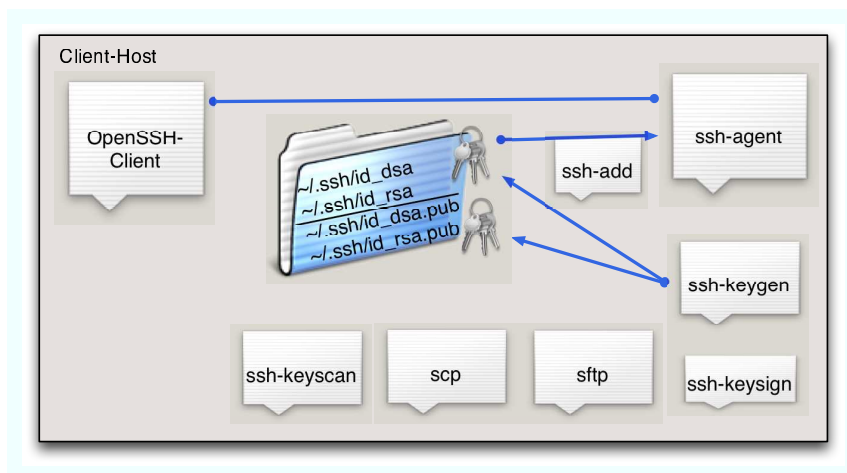 Client-Host
OpenSSH-
Client
ssh-agent
~/.ssh/id_dsa
~/.ssh/id_rsa
~/.ssh/id_dsa.pub
~/.ssh/id_rsa.pub
ssh-add
ssh-keygen
ssh-keyscan
scp
sftp
ssh-keysign